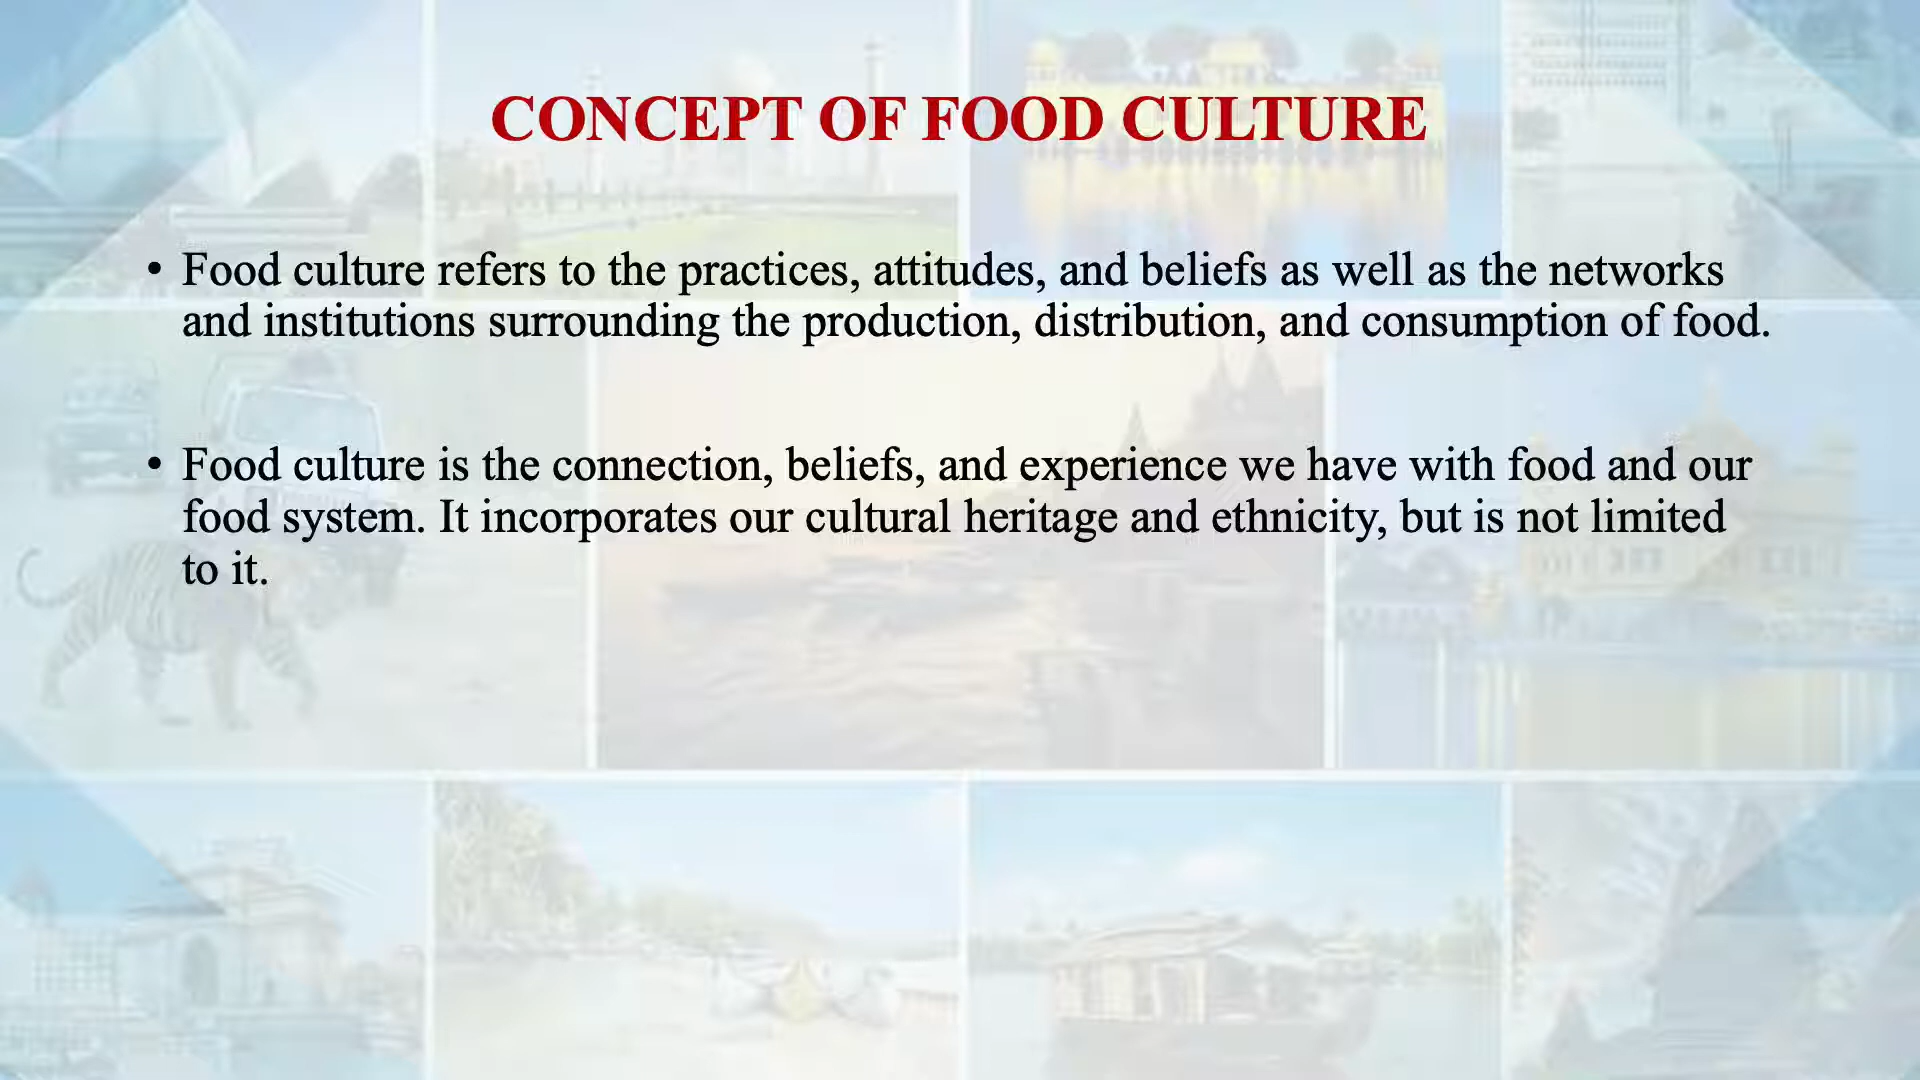 CONCEPT OF FOOD CULTURE
• Food culture refers to the practices, attitudes, and beliefs as well as the networks
and institutions surrounding the production, distribution, and consumption of food.
• Food culture is the connection, beliefs, and experience we have with food and our
food system. It incorporates our cultural heritage and ethnicity, but is not limited
to it.